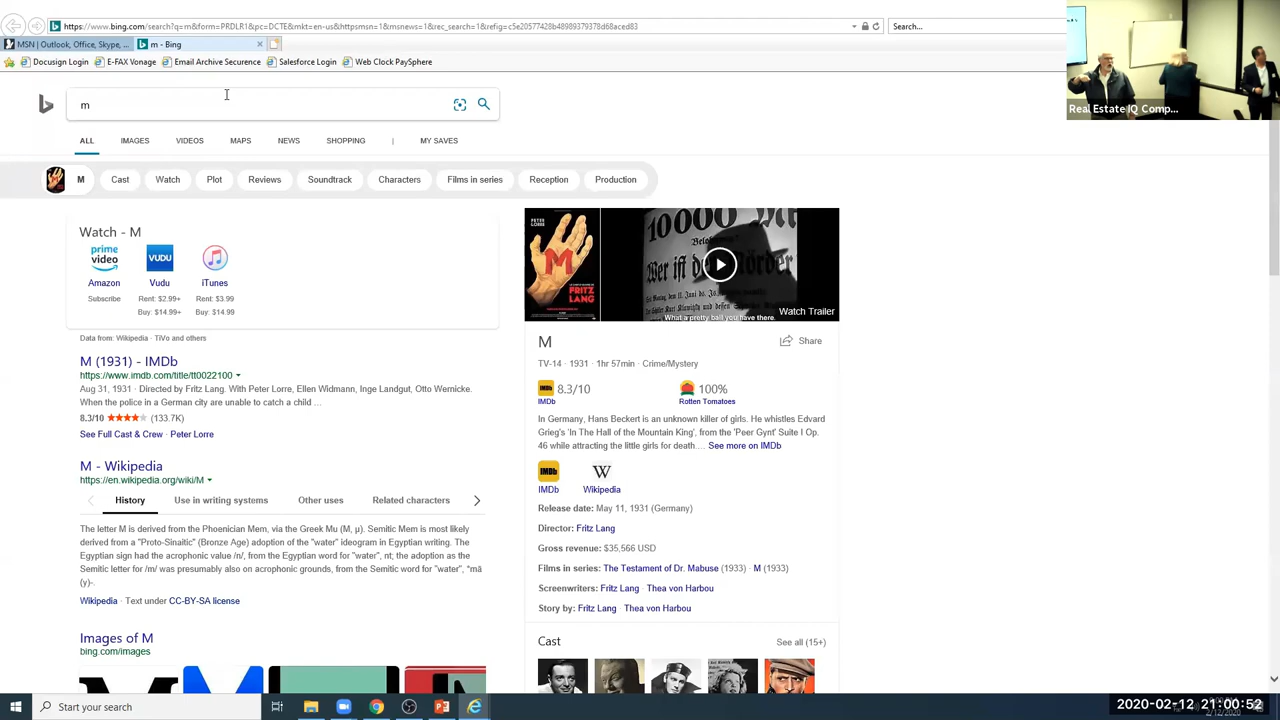 https://www.bing.com/search?q=m&form=PRDLR1&pc=DCTE&mkt=en-us&httpsmsn=1&msnews=1&rec_search=1&refig=c5e20577428b48989379378d68aced83
Search...
MSN | Outlook, Office, Skype, ...
m - Bing
Docusign Login
E-FAX Vonage
Email Archive Securence
Salesforce Login
Web Clock PaySphere
Real Estate IQ Comp...
m
ALL
IMAGES
VIDEOS
MAPS
NEWS
SHOPPING
MY SAVES
M
Cast
Watch
Plot
Reviews
Soundtrack
Characters
Films in series
Reception
Production
Watch - M
prime video
VUDU
Amazon
Vudu
iTunes
Subscribe
Rent: $2.99+
Rent: $3.99
Buy: $14.99+
Buy: $14.99
Data from: Wikipedia · TiVo and others
M (1931) - IMDb
https://www.imdb.com/title/tt0022100
Aug 31, 1931 · Directed by Fritz Lang. With Peter Lorre, Ellen Widmann, Inge Landgut, Otto Wernicke.
When the police in a German city are unable to catch a child ...
8.3/10 (133.7K)
See Full Cast & Crew · Peter Lorre
M - Wikipedia
https://en.wikipedia.org/wiki/M
History
Use in writing systems
Other uses
Related characters
The letter M is derived from the Phoenician Mem, via the Greek Mu (M, μ). Semitic Mem is most likely
derived from a "Proto-Sinaitic" (Bronze Age) adoption of the "water" ideogram in Egyptian writing. The
Egyptian sign had the acrophonic value /n/, from the Egyptian word for "water", nt; the adoption as the
Semitic letter for /m/ was presumably also on acrophonic grounds, from the Semitic word for "water", *mā
(y)-.
Wikipedia · Text under CC-BY-SA license
Images of M
bing.com/images
PETER LORRE
M
FRITZ LANG
10000 M
Wer ist der Mörder
What a pretty ball you have there.
Watch Trailer
M
Share
TV-14 · 1931 · 1hr 57min · Crime/Mystery
IMDb 8.3/10
100%
IMDb
Rotten Tomatoes
In Germany, Hans Beckert is an unknown killer of girls. He whistles Edvard
Grieg's 'In The Hall of the Mountain King', from the 'Peer Gynt' Suite I Op.
46 while attracting the little girls for death.... See more on IMDb
IMDb
W
IMDb
Wikipedia
Release date: May 11, 1931 (Germany)
Director: Fritz Lang
Gross revenue: $35,566 USD
Films in series: The Testament of Dr. Mabuse (1933) · M (1933)
Screenwriters: Fritz Lang · Thea von Harbou
Story by: Fritz Lang · Thea von Harbou
Cast
See all (15+)
Start your search
2020-02-12 21:00:52